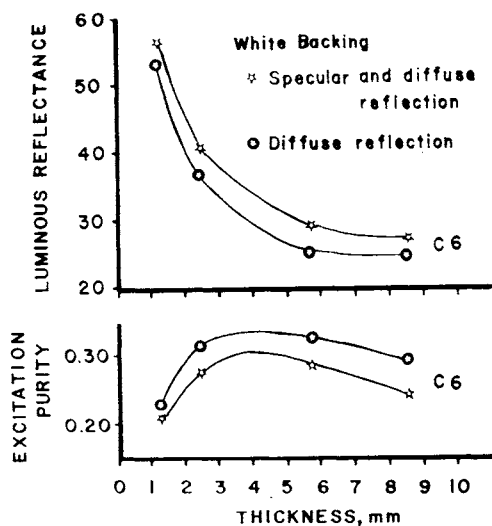 LUMINOUS REFLECTANCE
60
50
40
30
20
White Backing
☆ Specular and diffuse
reflection
O Diffuse reflection
C6
EXCITATION
PURITY
0.30
0.20
C6
0 1 2 3 4 5 6 7 8 9 10
THICKNESS, mm